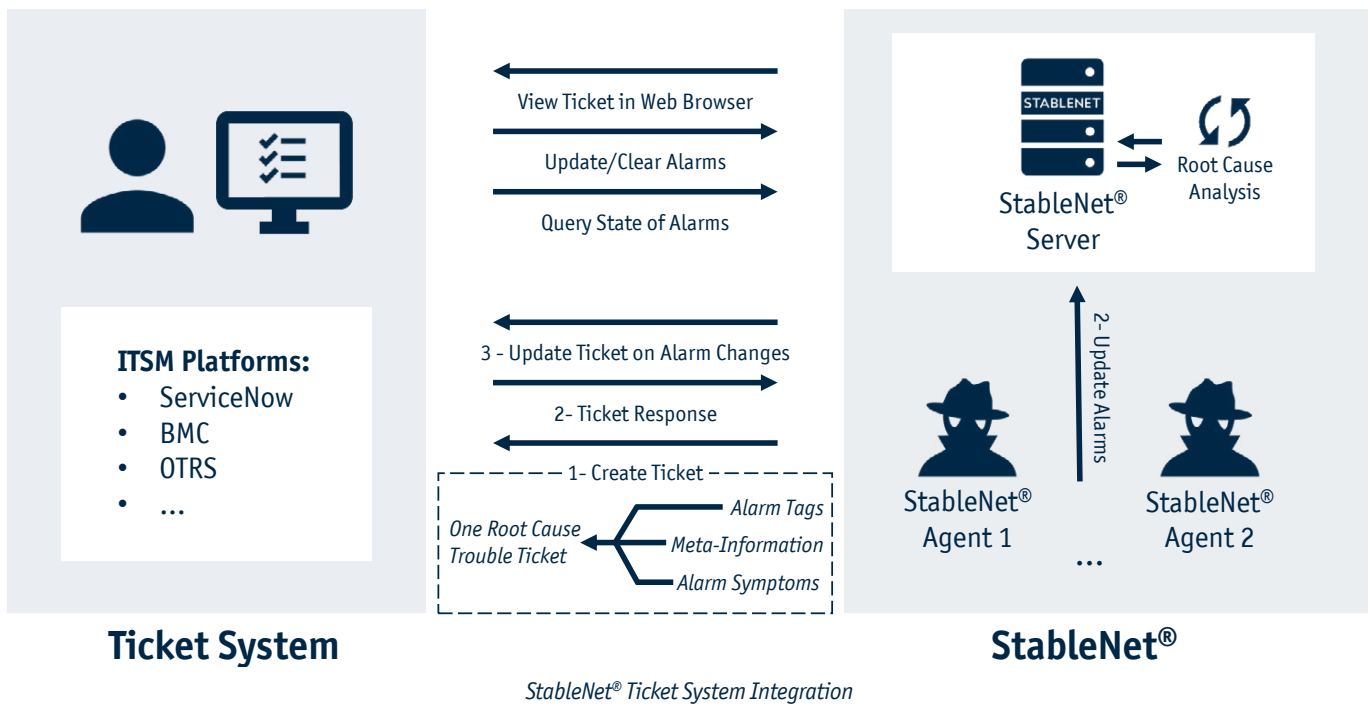 View Ticket in Web Browser
Update/Clear Alarms
Query State of Alarms
STABLENET
Root Cause
Analysis
StableNet®
Server
ITSM Platforms:
• ServiceNow
• BMC
• OTRS
• ...
3 - Update Ticket on Alarm Changes
2- Ticket Response
1- Create Ticket
One Root Cause
Trouble Ticket
Alarm Tags
Meta-Information
Alarm Symptoms
2- Update Alarms
StableNet®
Agent 1
StableNet®
Agent 2
...
Ticket System
StableNet®
StableNet® Ticket System Integration